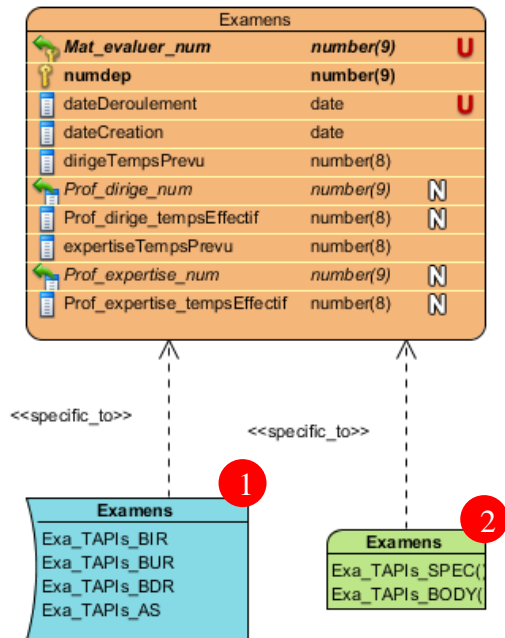 Examens
Mat_evaluer_num number(9) U
numdep number(9)
dateDeroulement date U
dateCreation date
dirigeTempsPrevu number(8)
Prof_dirige_num number(9) N
Prof_dirige_tempsEffectif number(8) N
expertiseTempsPrevu number(8)
Prof_expertise_num number(9) N
Prof_expertise_tempsEffectif number(8) N
<<specific_to>>
<<specific_to>>
1
Examens
Exa_TAPIs_BIR
Exa_TAPIs_BUR
Exa_TAPIs_BDR
Exa_TAPIs_AS
2
Examens
Exa_TAPIs_SPEC()
Exa_TAPIs_BODY(